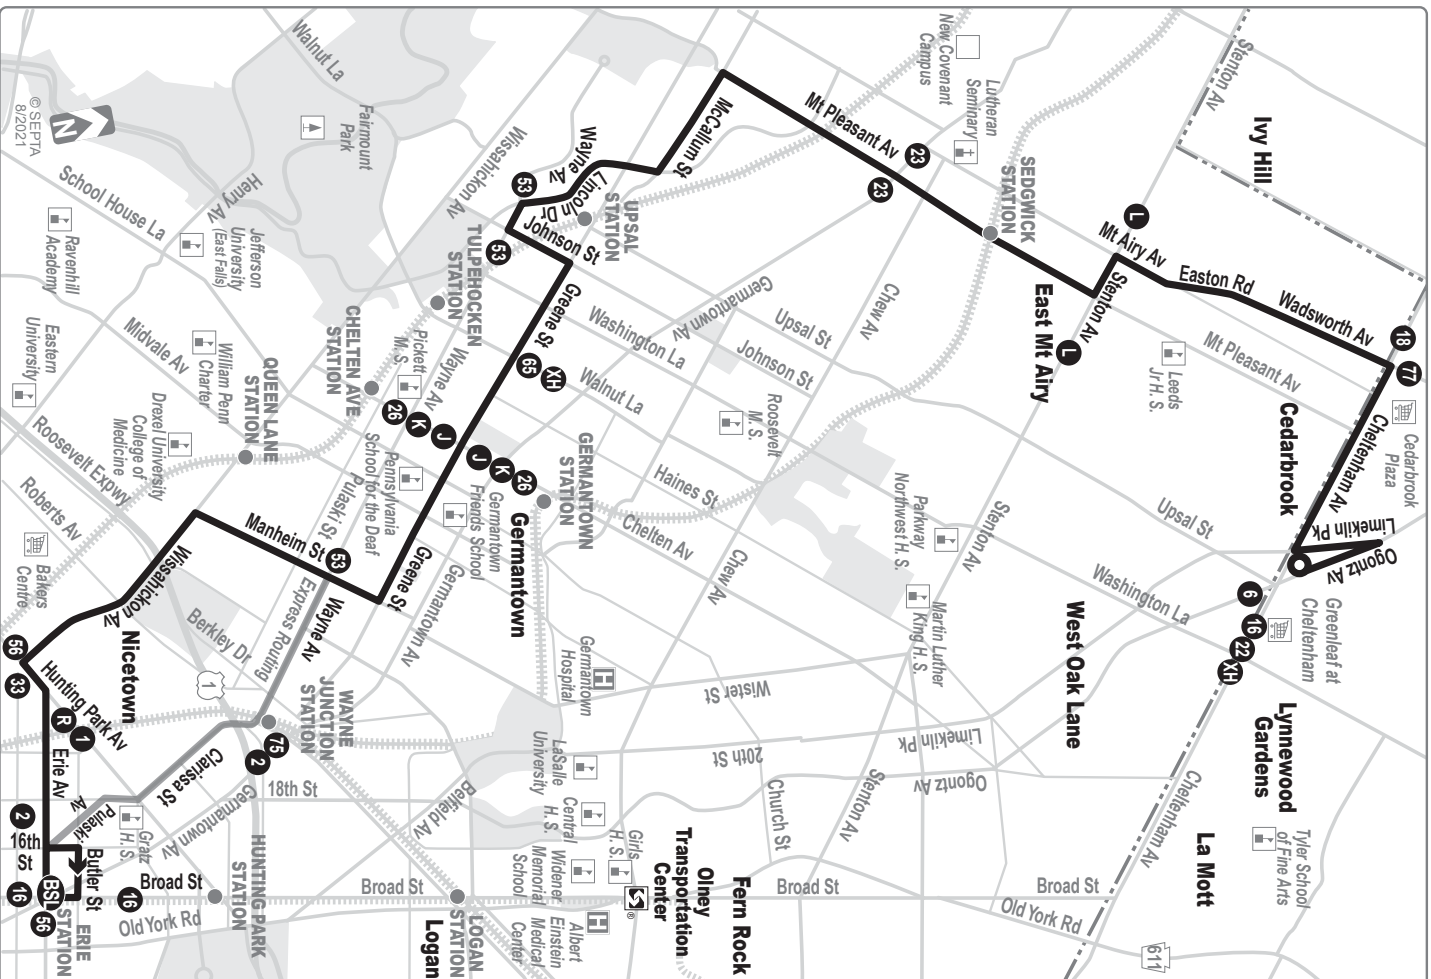 Walnut La
Fairmount
Park
© SEPTA
8/2021
N
School House La
Henry Av
Ravenhill
Academy
Jefferson
University
(East Falls)
Wissahickon Av
Wayne Av
Lincoln Dr
53
McCallum St
Mt Pleasant Av
23
23
New Covenant
Campus
Lutheran
Seminary
SEDGWICK
STATION
Stenton Av
Ivy Hill
L
Mt Airy Av
Easton Rd
Wadsworth Av
18
77
Stenton Av
L
East Mt Airy
Leeds
Jr H. S.
Mt Pleasant Av
Cedarbrook
Cheltenham Av
Cedarbrook
Plaza
Limekiln Pk
Ogontz Av
UPSAL
STATION
Johnson St
53
TULPEHOCKEN
STATION
Greene St
65
XH
Washington La
Germantown Av
Upsal St
Johnson St
Chew Av
Walnut La
Roosevelt
M. S.
Eastern
University
Midvale Av
William Penn
Charter
CHELTEN AVE
STATION
Pickett
M. S.
Wayne Av
26
K
J
J
K
26
QUEEN LANE
STATION
Drexel University
College of
Medicine
Roosevelt Expwy
Roberts Av
Bakers
Centre
Pennsylvania
School for the Deaf
Pulaski St
Germantown
Friends School
Germantown
GERMANTOWN
STATION
Haines St
Chelten Av
Chew Av
Parkway
Northwest H. S.
Stenton Av
Upsal St
Washington La
Martin Luther
King H. S.
West Oak Lane
6
16
22
XH
Greenleaf at
Cheltenham
Lynnewood
Gardens
Manheim St
53
Greene St
Germantown Av
Wissahickon Av
Nicetown
Berkley Dr
Express Routing
Wayne Av
1
56
33
Hunting Park Av
R
1
Erie Av
WAYNE
JUNCTION
STATION
75
2
Clarissa St
18th St
Germantown Av
Pulaski Av
Germantown
Hospital
Wister St
LaSalle
University
20th St
Limekiln Pk
Ogontz Av
Belfield Av
Central
H. S.
Girls
H. S.
Church St
Stenton Av
Cheltenham Av
La Mott
Tyler School
of Fine Arts
2
16th
St
Gratz
H. S.
HUNTING PARK
STATION
Butler St
Broad St
16
BSL
16
56
ERIE
STATION
Old York Rd
Broad St
LOGAN
STATION
Logan
Widener
Memorial
School
Albert
Einstein
Medical
Center
Olney
Transportation
Center
®
Fern Rock
Broad St
Broad St
Old York Rd
611